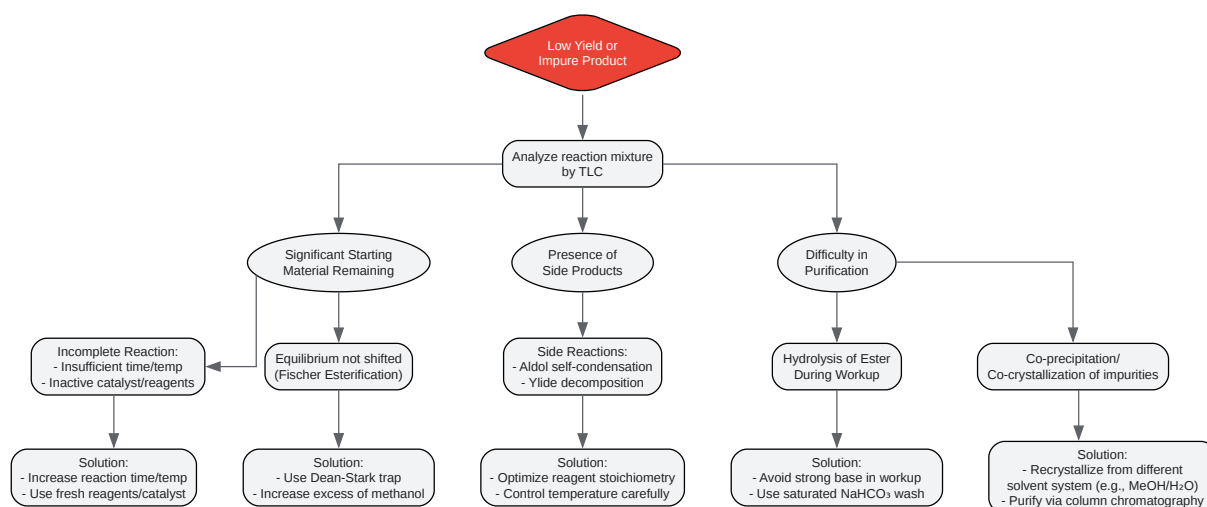 Low Yield or
Impure Product
Analyze reaction mixture
by TLC
Significant Starting
Material Remaining
Presence of
Side Products
Difficulty in
Purification
Incomplete Reaction:
- Insufficient time/temp
- Inactive catalyst/reagents
Equilibrium not shifted
(Fischer Esterification)
Side Reactions:
- Aldol self-condensation
- Ylide decomposition
Hydrolysis of Ester
During Workup
Co-precipitation/
Co-crystallization of impurities
Solution:
- Increase reaction time/temp
- Use fresh reagents/catalyst
Solution:
- Use Dean-Stark trap
- Increase excess of methanol
Solution:
- Optimize reagent stoichiometry
- Control temperature carefully
Solution:
- Avoid strong base in workup
- Use saturated NaHCO₃ wash
Solution:
- Recrystallize from different
solvent system (e.g., MeOH/H₂O)
- Purify via column chromatography